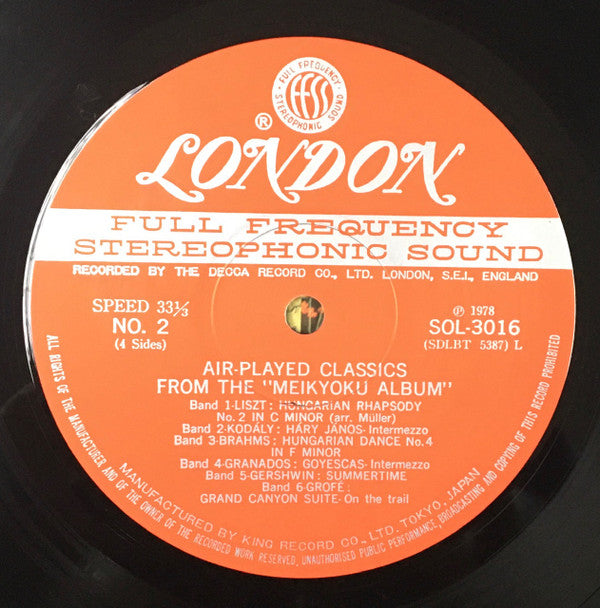 FULL FREQUENCY
FFSS
STEREOPHONIC SOUND
®
LONDON
FULL FREQUENCY
STEREOPHONIC SOUND
RECORDED BY THE DECCA RECORD CO., LTD. LONDON, S.E.I., ENGLAND
SPEED 33⅓
NO. 2
(4 Sides)
℗ 1978
SOL-3016
(SDLBT 5387) L
AIR-PLAYED CLASSICS
FROM THE "MEIKYOKU ALBUM"
Band 1-LISZT: HUNGARIAN RHAPSODY
No. 2 IN C MINOR (arr. Müller)
Band 2-KODÁLY: HÁRY JÁNOS-Intermezzo
Band 3-BRAHMS: HUNGARIAN DANCE No. 4
IN F MINOR
Band 4-GRANADOS: GOYESCAS-Intermezzo
Band 5-GERSHWIN: SUMMERTIME
Band 6-GROFÉ:
GRAND CANYON SUITE-On the trail
MANUFACTURED BY KING RECORD CO., LTD. TOKYO, JAPAN
ALL RIGHTS OF THE MANUFACTURER AND OF THE OWNER OF THE RECORDED WORK RESERVED, UNAUTHORISED PUBLIC PERFORMANCE, BROADCASTING AND COPYING OF THIS RECORD PROHIBITED